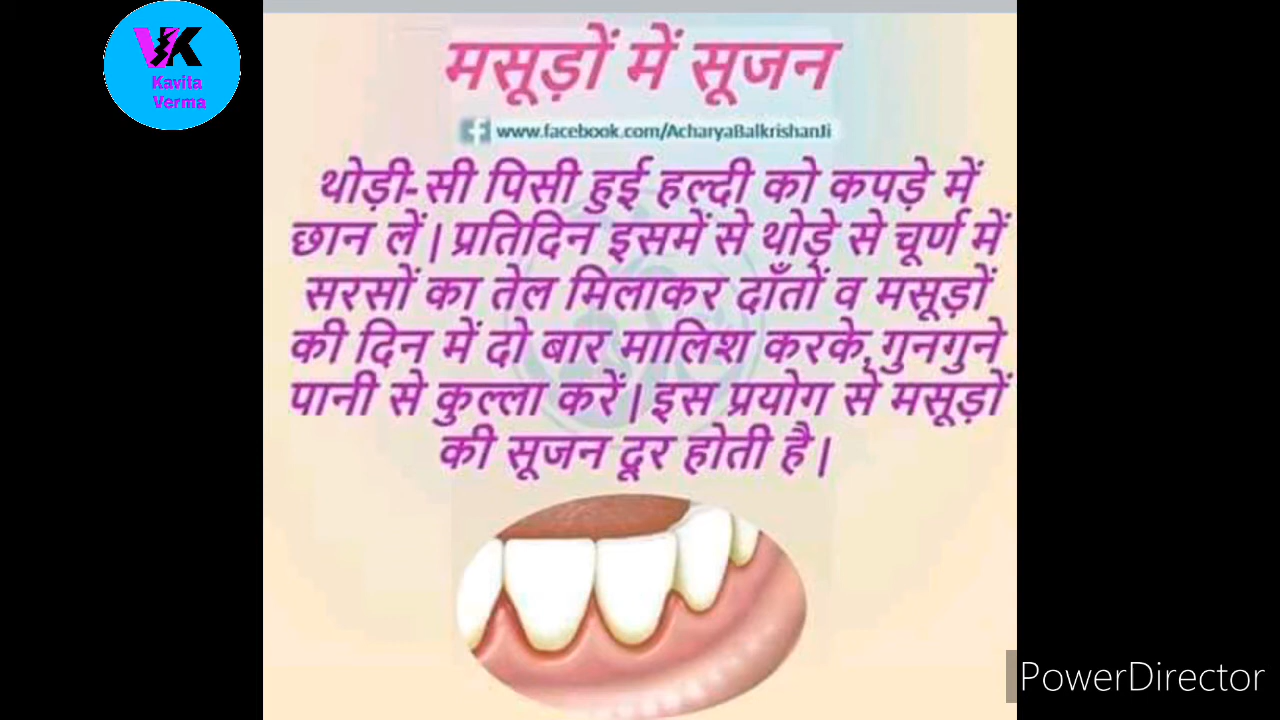 VK
Kavita
Verma
मसूड़ों में सूजन
www.facebook.com/AcharyaBalkrishanJi
थोड़ी-सी पिसी हुई हल्दी को कपड़े में
छान लें | प्रतिदिन इसमें से थोड़े से चूर्ण में
सरसों का तेल मिलाकर दाँतों व मसूड़ों
की दिन में दो बार मालिश करके, गुनगुने
पानी से कुल्ला करें | इस प्रयोग से मसूड़ों
की सूजन दूर होती है |
PowerDirector